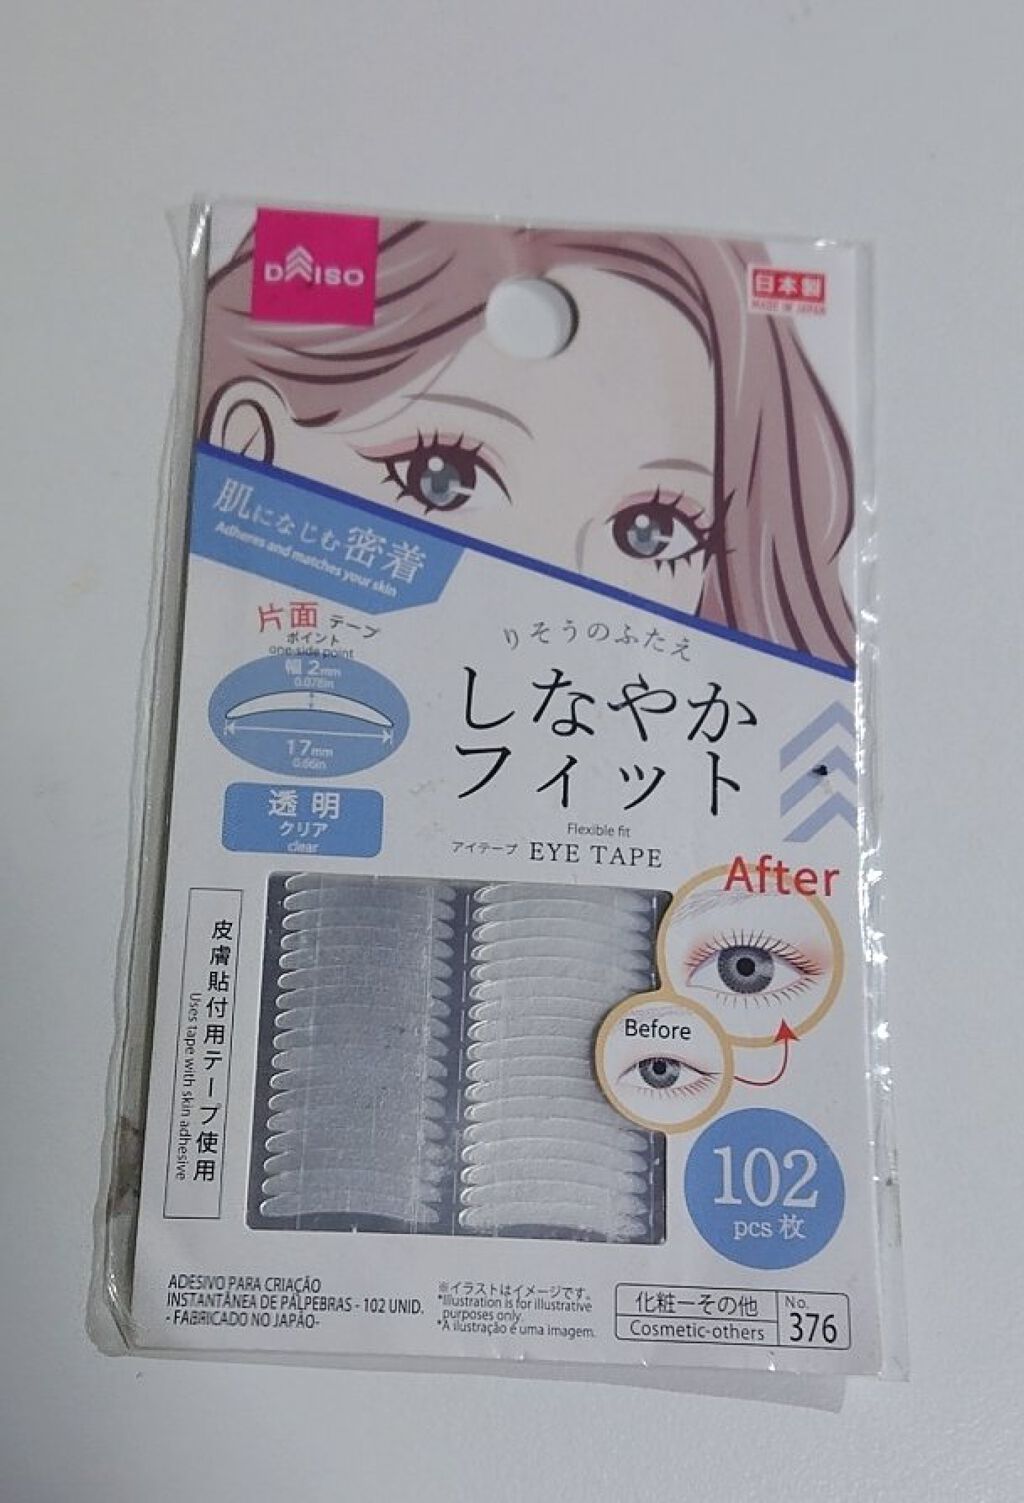 DAISO
日本製
MADE IN JAPAN
肌になじむ密着
Adheres and matches your skin
片面テープ
ポイント
one side point
幅2mm
0.078in
17mm
0.66in
透明
クリア
clear
りそうのふたえ
しなやか
フィット
Flexible fit
アイテープ EYE TAPE
皮膚貼付用テープ使用
Uses tape with skin adhesive
After
Before
102
pcs 枚
ADESIVO PARA CRIAÇÃO
INSTANTÂNEA DE PÁLPEBRAS - 102 UNID.
- FABRICADO NO JAPÃO-
※イラストはイメージです。
*Illustration is for illustrative
purposes only.
*A ilustração é uma imagem.
化粧ーその他
Cosmetic-others
No.
376